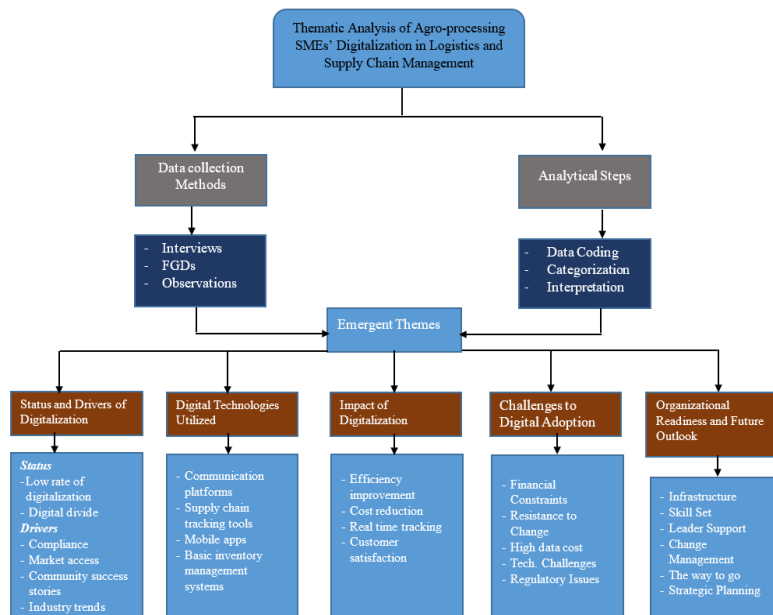 Thematic Analysis of Agro-processing
SMEs' Digitalization in Logistics and
Supply Chain Management
Data collection
Methods
Analytical Steps
- Interviews
- FGDs
- Observations
- Data Coding
- Categorization
- Interpretation
Emergent Themes
Status and Drivers of
Digitalization
Digital Technologies
Utilized
Impact of
Digitalization
Challenges to
Digital Adoption
Organizational
Readiness and Future
Outlook
Status
-Low rate of
digitalization
- Digital divide
Drivers
- Compliance
- Market access
- Community success
stories
- Industry trends
- Communication
platforms
- Supply chain
tracking tools
- Mobile apps
- Basic inventory
management
systems
- Efficiency
improvement
- Cost reduction
- Real time tracking
- Customer
satisfaction
- Financial
Constraints
- Resistance to
Change
- High data cost
- Tech. Challenges
- Regulatory Issues
- Infrastructure
- Skill Set
- Leader Support
- Change
Management
- The way to go
- Strategic Planning